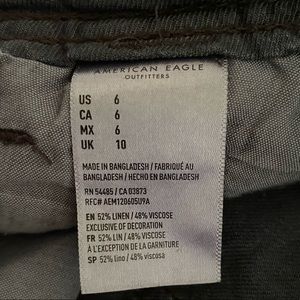 AMERICAN EAGLE
OUTFITTERS
US 6
CA 6
MX 6
UK 10
MADE IN BANGLADESH / FABRIQUÉ AU
BANGLADESH / HECHO EN BANGLADESH
RN 54485 / CA 03873
RFC# AEM120605U9A
EN 52% LINEN / 48% VISCOSE
EXCLUSIVE OF DECORATION
FR 52% LIN / 48% VISCOSE
À L'EXCEPTION DE LA GARNITURE
SP 52% lino / 48% viscosa